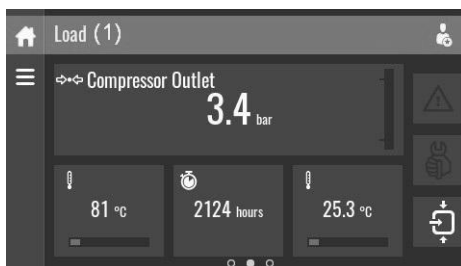 Load (1)
Compressor Outlet
3.4 bar
81 °C
2124 hours
25.3 °C